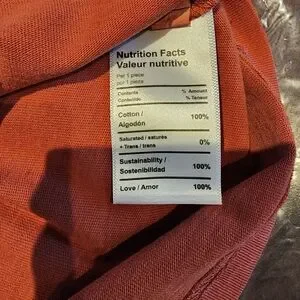 Nutrition Facts
Valeur nutritive
Per 1 piece
par 1 piece
Contents % Amount
Contenido % Teneur
Cotton / 100%
Algodón
Saturated / saturés 0%
+ Trans / trans
Sustainability / 100%
Sostenibilidad
Love / Amor 100%